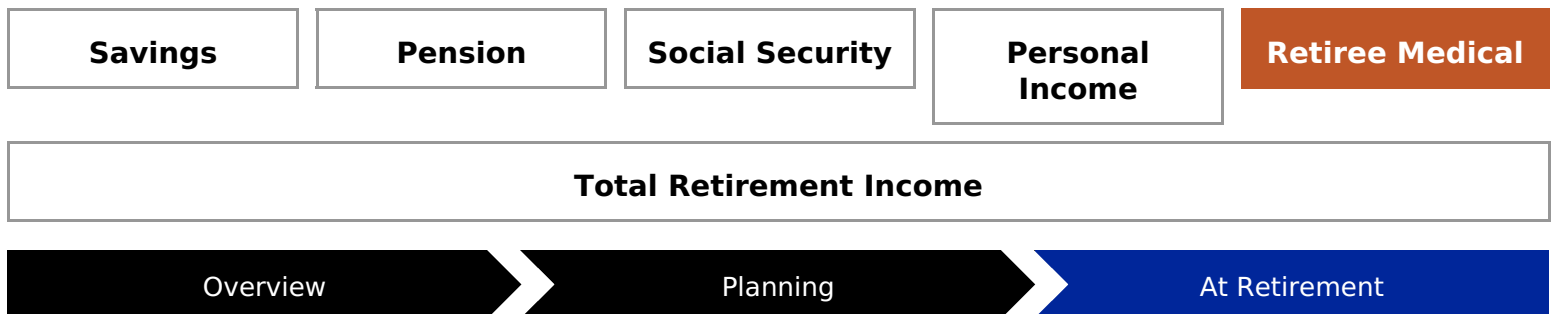 Savings
Pension
Social Security
Personal
Income
Retiree Medical
Total Retirement Income
Overview
Planning
At Retirement